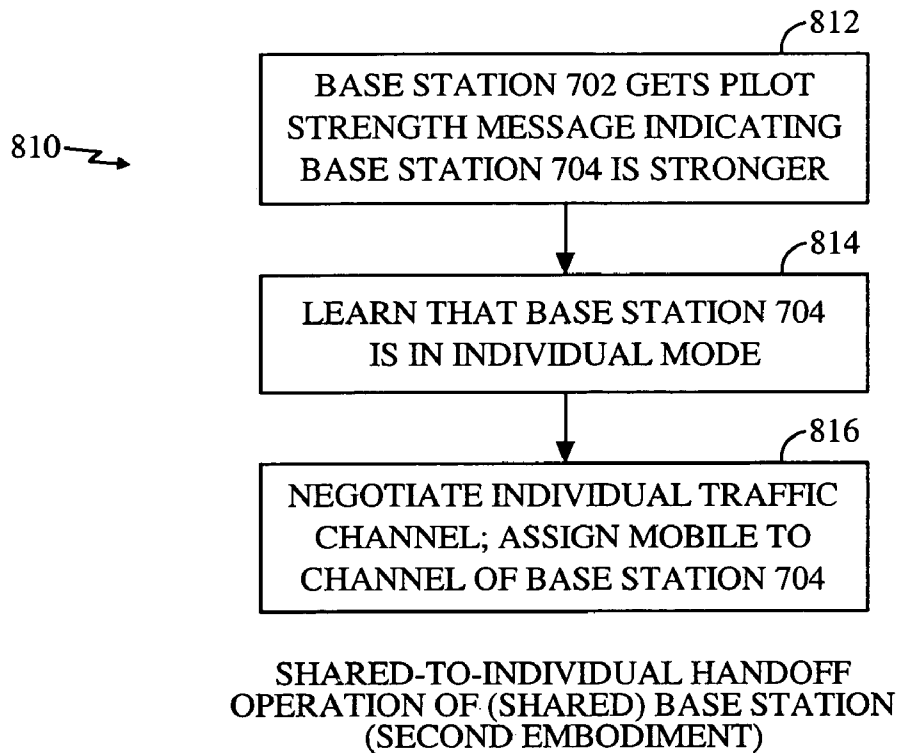 812
BASE STATION 702 GETS PILOT
STRENGTH MESSAGE INDICATING
BASE STATION 704 IS STRONGER
810
814
LEARN THAT BASE STATION 704
IS IN INDIVIDUAL MODE
816
NEGOTIATE INDIVIDUAL TRAFFIC
CHANNEL; ASSIGN MOBILE TO
CHANNEL OF BASE STATION 704
SHARED-TO-INDIVIDUAL HANDOFF
OPERATION OF (SHARED) BASE STATION
(SECOND EMBODIMENT)